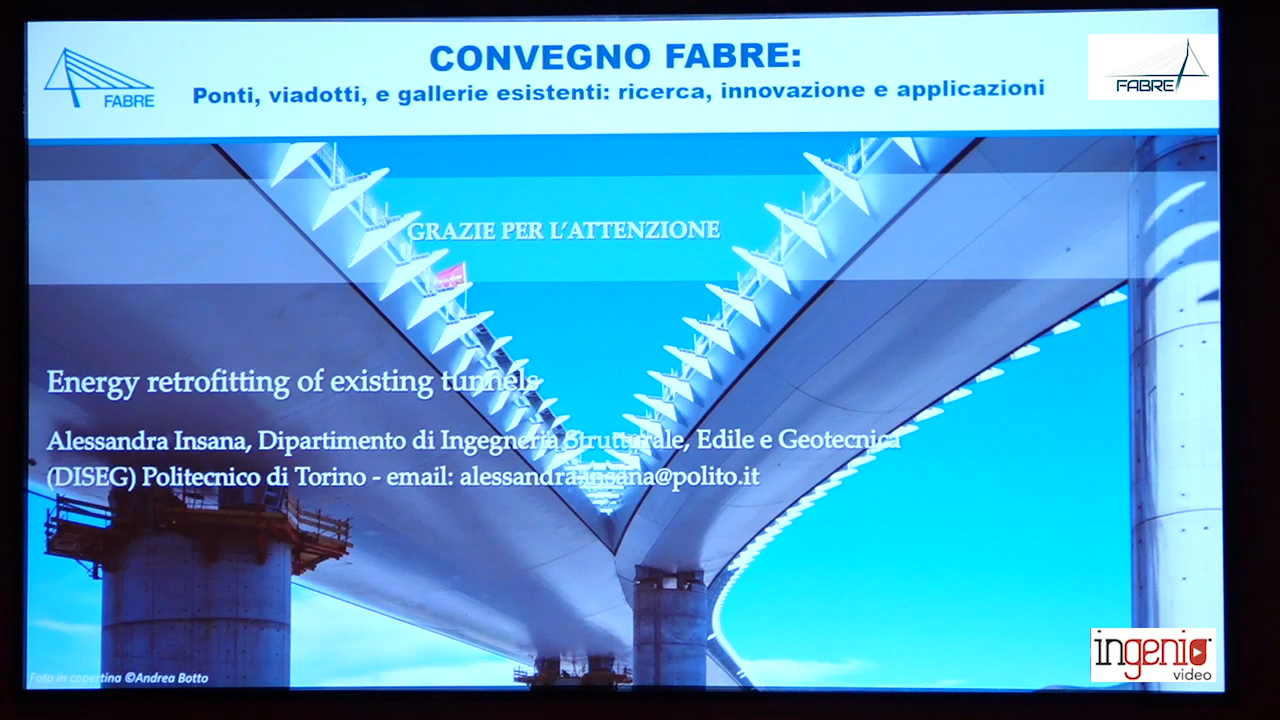 CONVEGNO FABRE:
Ponti, viadotti, e gallerie esistenti: ricerca, innovazione e applicazioni
FABRE
FABRE
GRAZIE PER L'ATTENZIONE
Energy retrofitting of existing tunnels
Alessandra Insana, Dipartimento di Ingegneria Strutturale, Edile e Geotecnica
(DISEG) Politecnico di Torino - email: alessandra.insana@polito.it
Foto in copertina ©Andrea Botto
ingenio
video